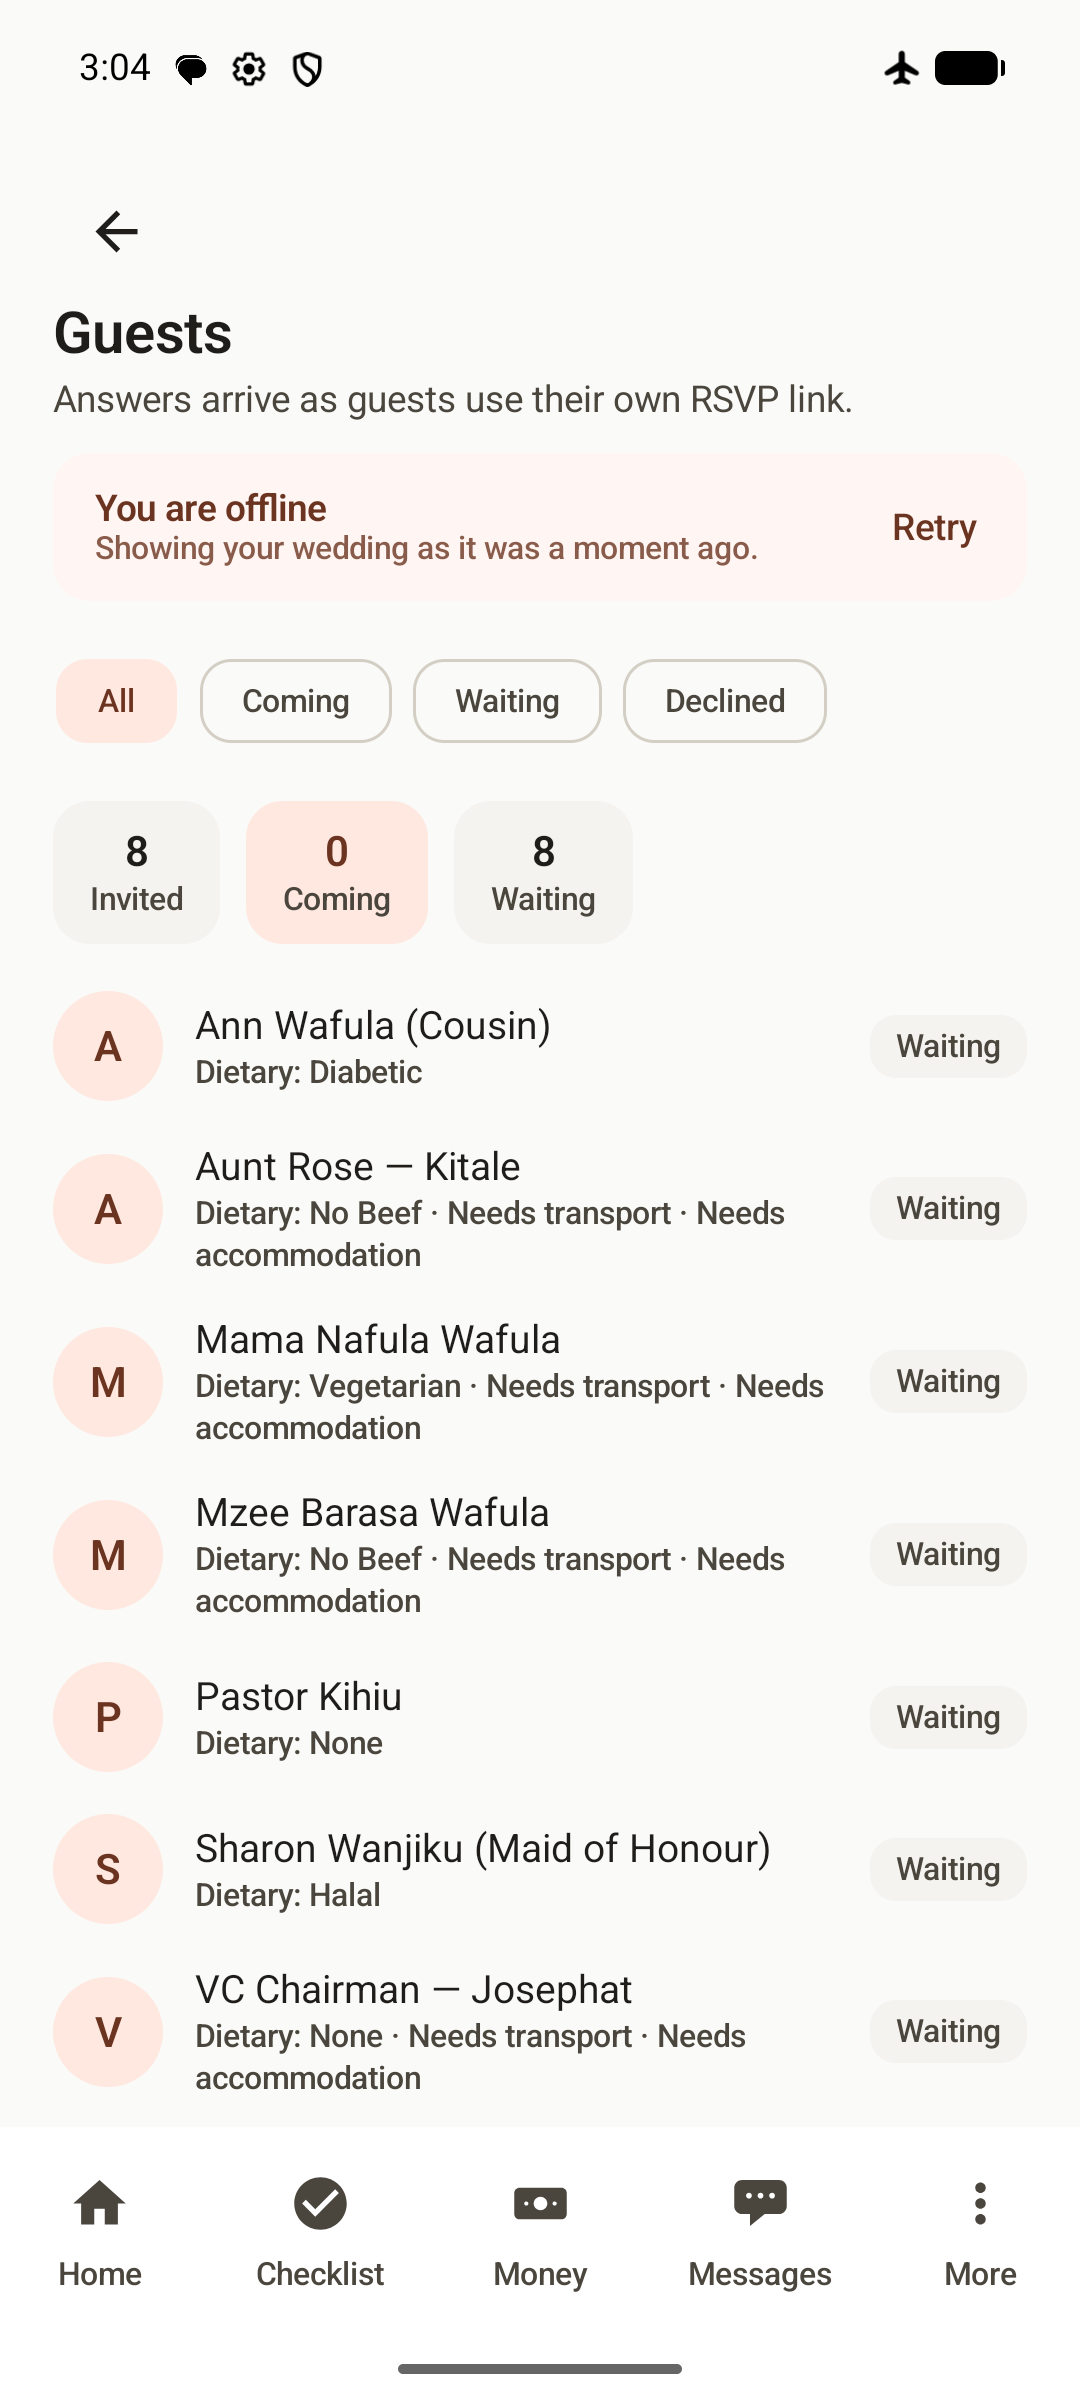 3:04
Guests
Answers arrive as guests use their own RSVP link.
You are offline
Showing your wedding as it was a moment ago.
Retry
All
Coming
Waiting
Declined
8
Invited
0
Coming
8
Waiting
A
Ann Wafula (Cousin)
Dietary: Diabetic
Waiting
A
Aunt Rose — Kitale
Dietary: No Beef · Needs transport · Needs
accommodation
Waiting
M
Mama Nafula Wafula
Dietary: Vegetarian · Needs transport · Needs
accommodation
Waiting
M
Mzee Barasa Wafula
Dietary: No Beef · Needs transport · Needs
accommodation
Waiting
P
Pastor Kihiu
Dietary: None
Waiting
S
Sharon Wanjiku (Maid of Honour)
Dietary: Halal
Waiting
V
VC Chairman — Josephat
Dietary: None · Needs transport · Needs
accommodation
Waiting
Home
Checklist
Money
Messages
More